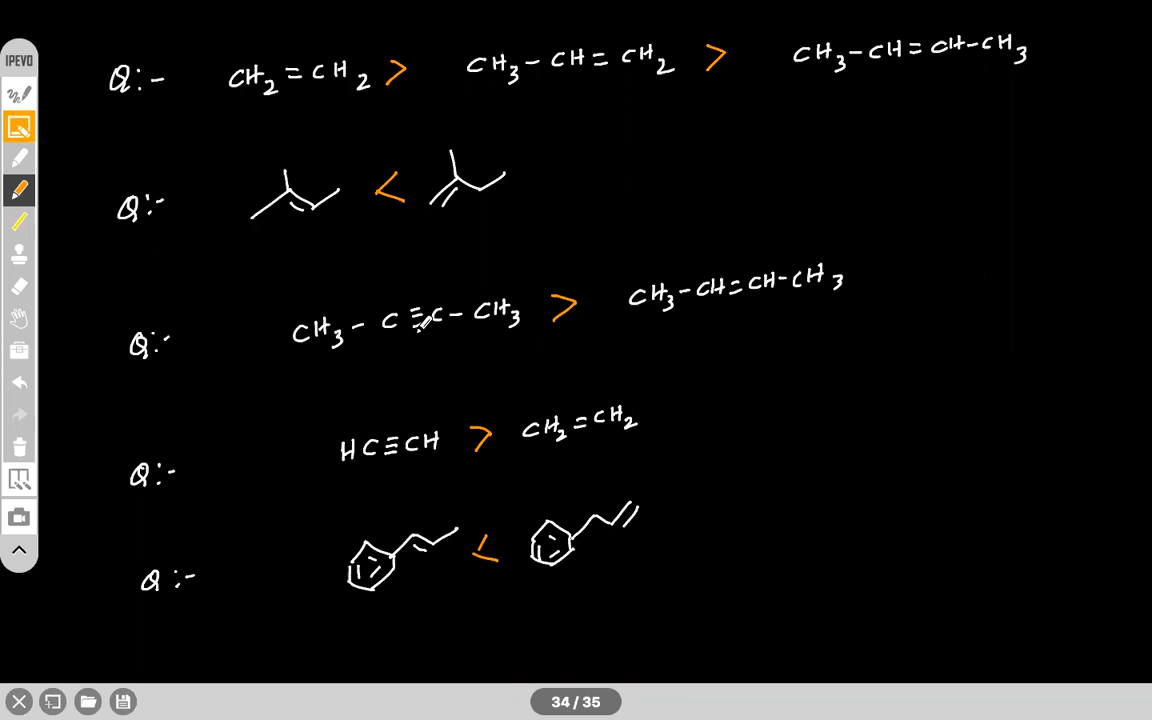 IPEVO
Q:- CH2=CH2 > CH3-CH=CH2 > CH3-CH=CH-CH3
Q:- <
Q:- CH3-C≡C-CH3 > CH3-CH=CH-CH3
Q:- HC≡CH > CH2=CH2
Q:- <
34 / 35